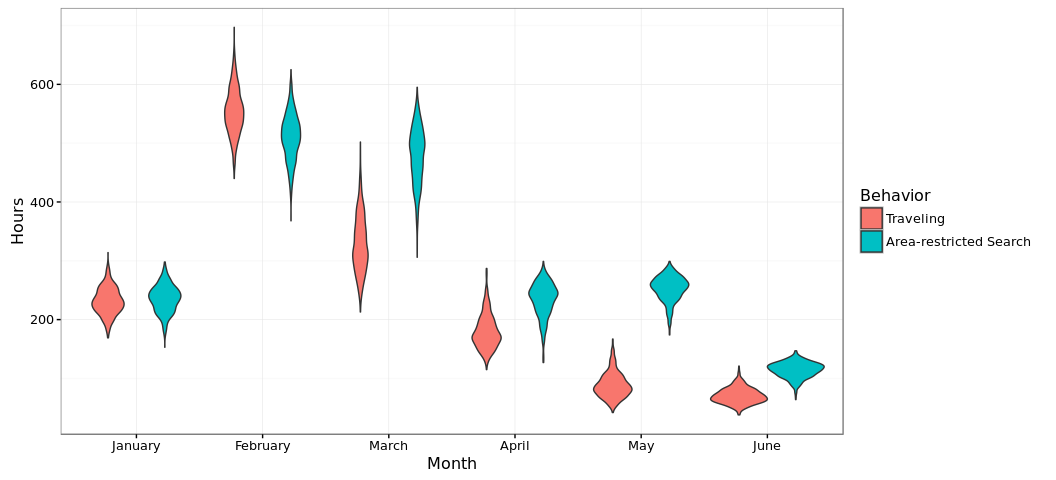 600
400
200
Hours
January February March April May June
Month
Behavior
Traveling
Area-restricted Search